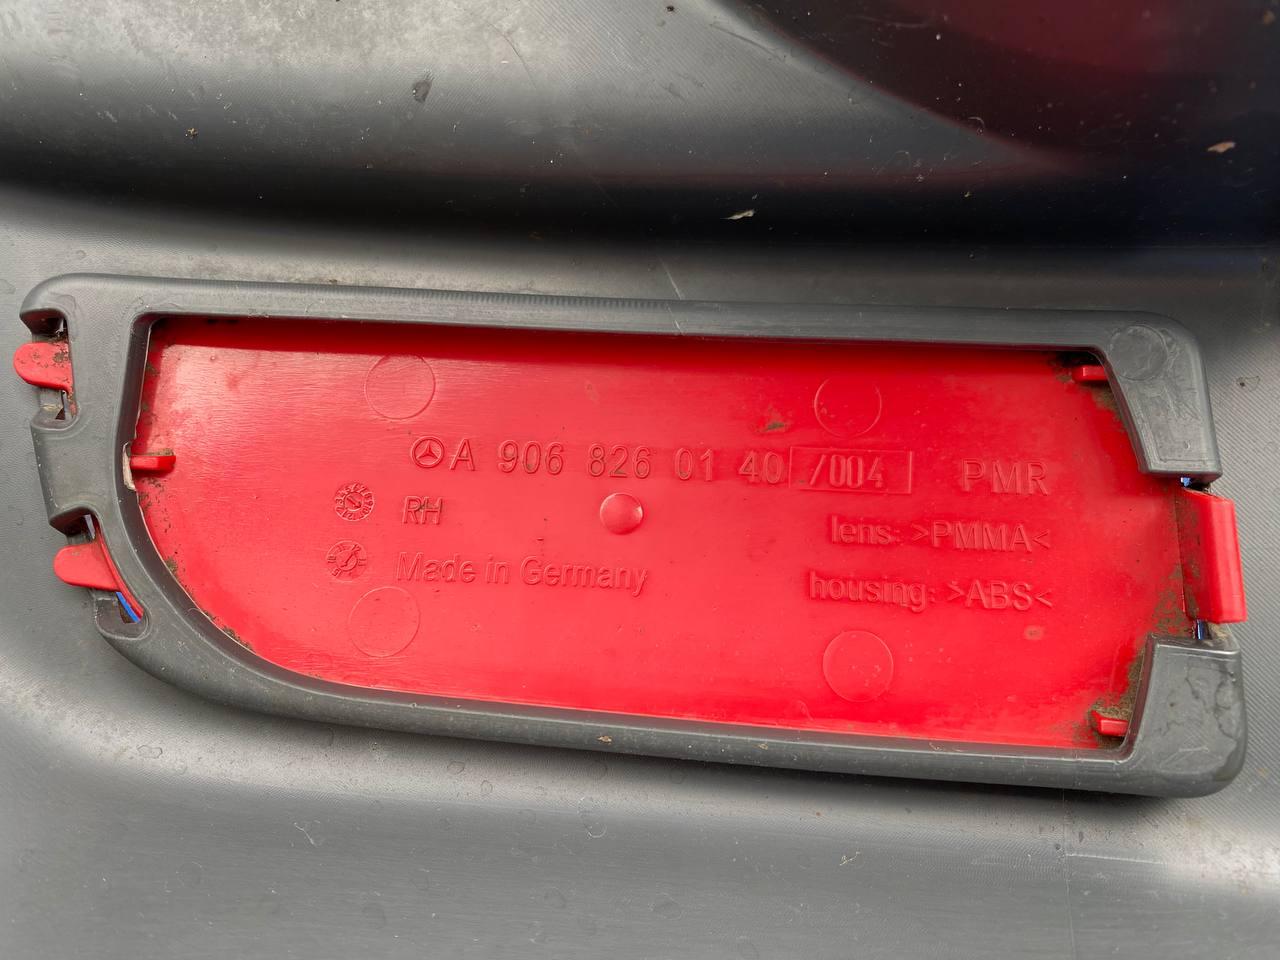 A 906 826 01 40 /004
PMR
RH
lens: >PMMA<
Made in Germany
housing: >ABS<